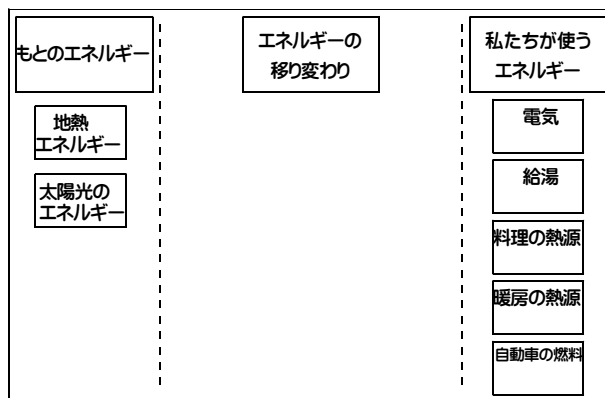 もとのエネルギー
エネルギーの
移り変わり
私たちが使う
エネルギー
地熱
エネルギー
太陽光の
エネルギー
電気
給湯
料理の熱源
暖房の熱源
自動車の燃料